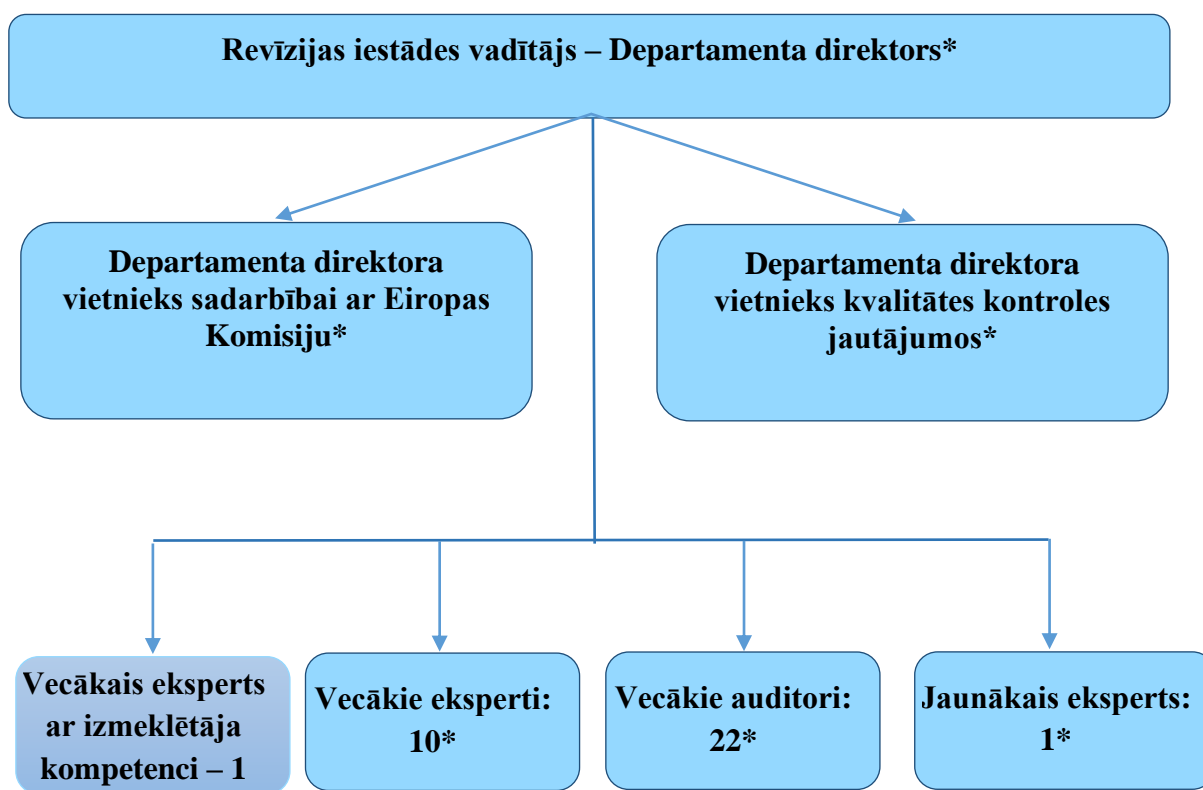 Revīzijas iestādes vadītājs – Departamenta direktors*
Departamenta direktora
vietnieks sadarbībai ar Eiropas
Komisiju*
Departamenta direktora
vietnieks kvalitātes kontroles
jautājumos*
Vecākais eksperts
ar izmeklētāja
kompetenci – 1
Vecākie eksperti:
10*
Vecākie auditori:
22*
Jaunākais eksperts:
1*